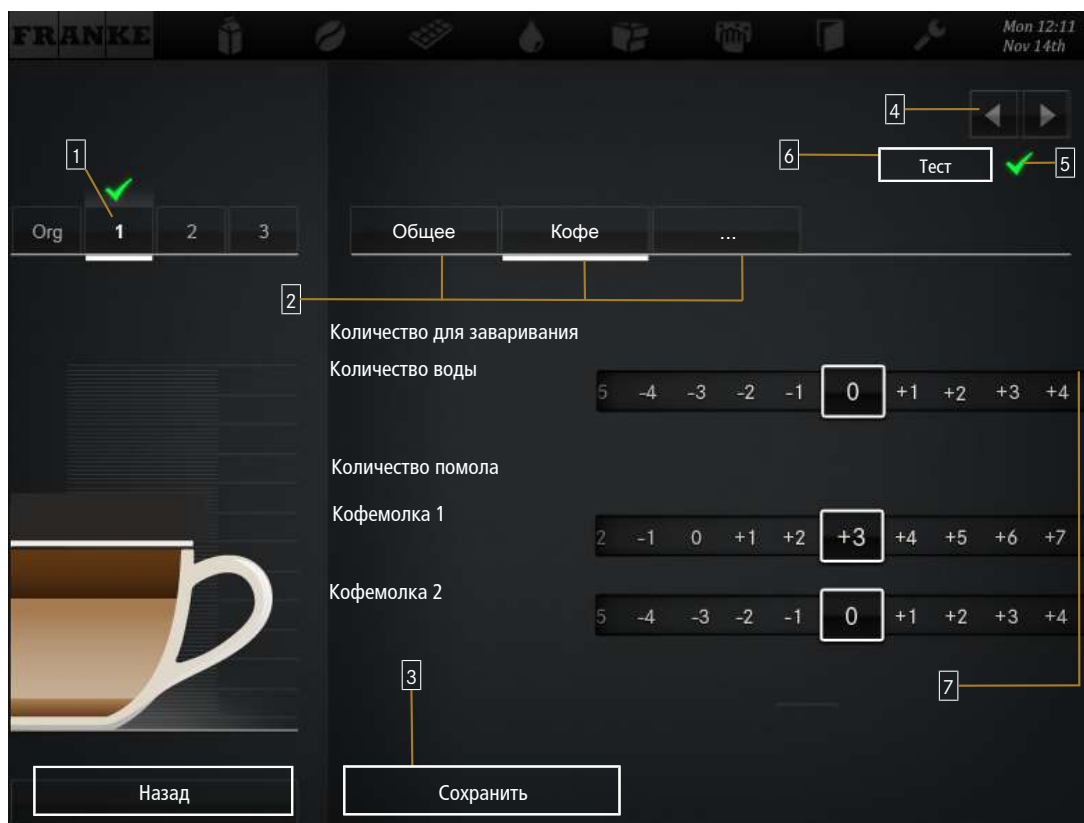 FRANKE
Mon 12:11
Nov 14th
4
1
6
Тест
5
Org 1 2 3
Общее Кофе ...
2
Количество для заваривания
Количество воды
5 -4 -3 -2 -1 0 +1 +2 +3 +4
Количество помола
Кофемолка 1
2 -1 0 +1 +2 +3 +4 +5 +6 +7
Кофемолка 2
5 -4 -3 -2 -1 0 +1 +2 +3 +4
3
7
Назад
Сохранить